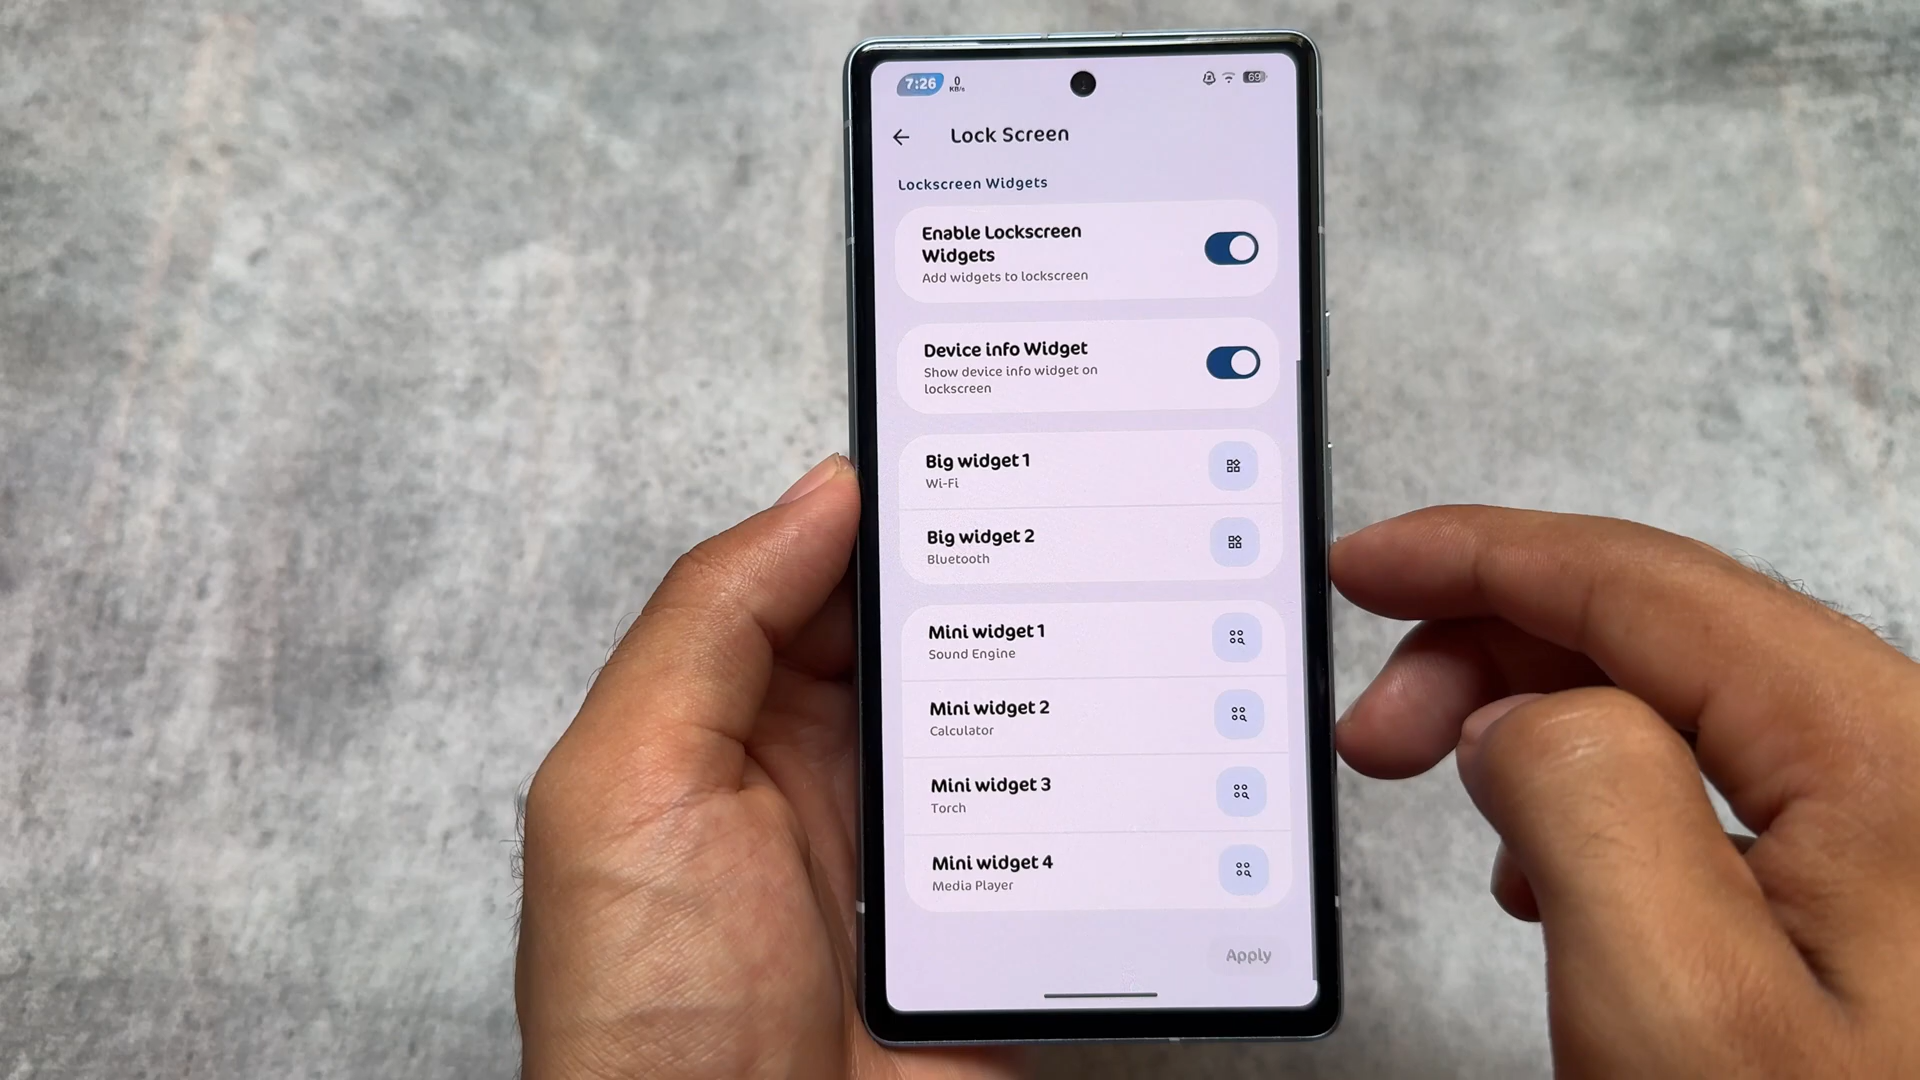 7:26 0 KB/s 69
Lock Screen
Lockscreen Widgets
Enable Lockscreen
Widgets
Add widgets to lockscreen
Device info Widget
Show device info widget on
lockscreen
Big widget 1
Wi-Fi
Big widget 2
Bluetooth
Mini widget 1
Sound Engine
Mini widget 2
Calculator
Mini widget 3
Torch
Mini widget 4
Media Player
Apply